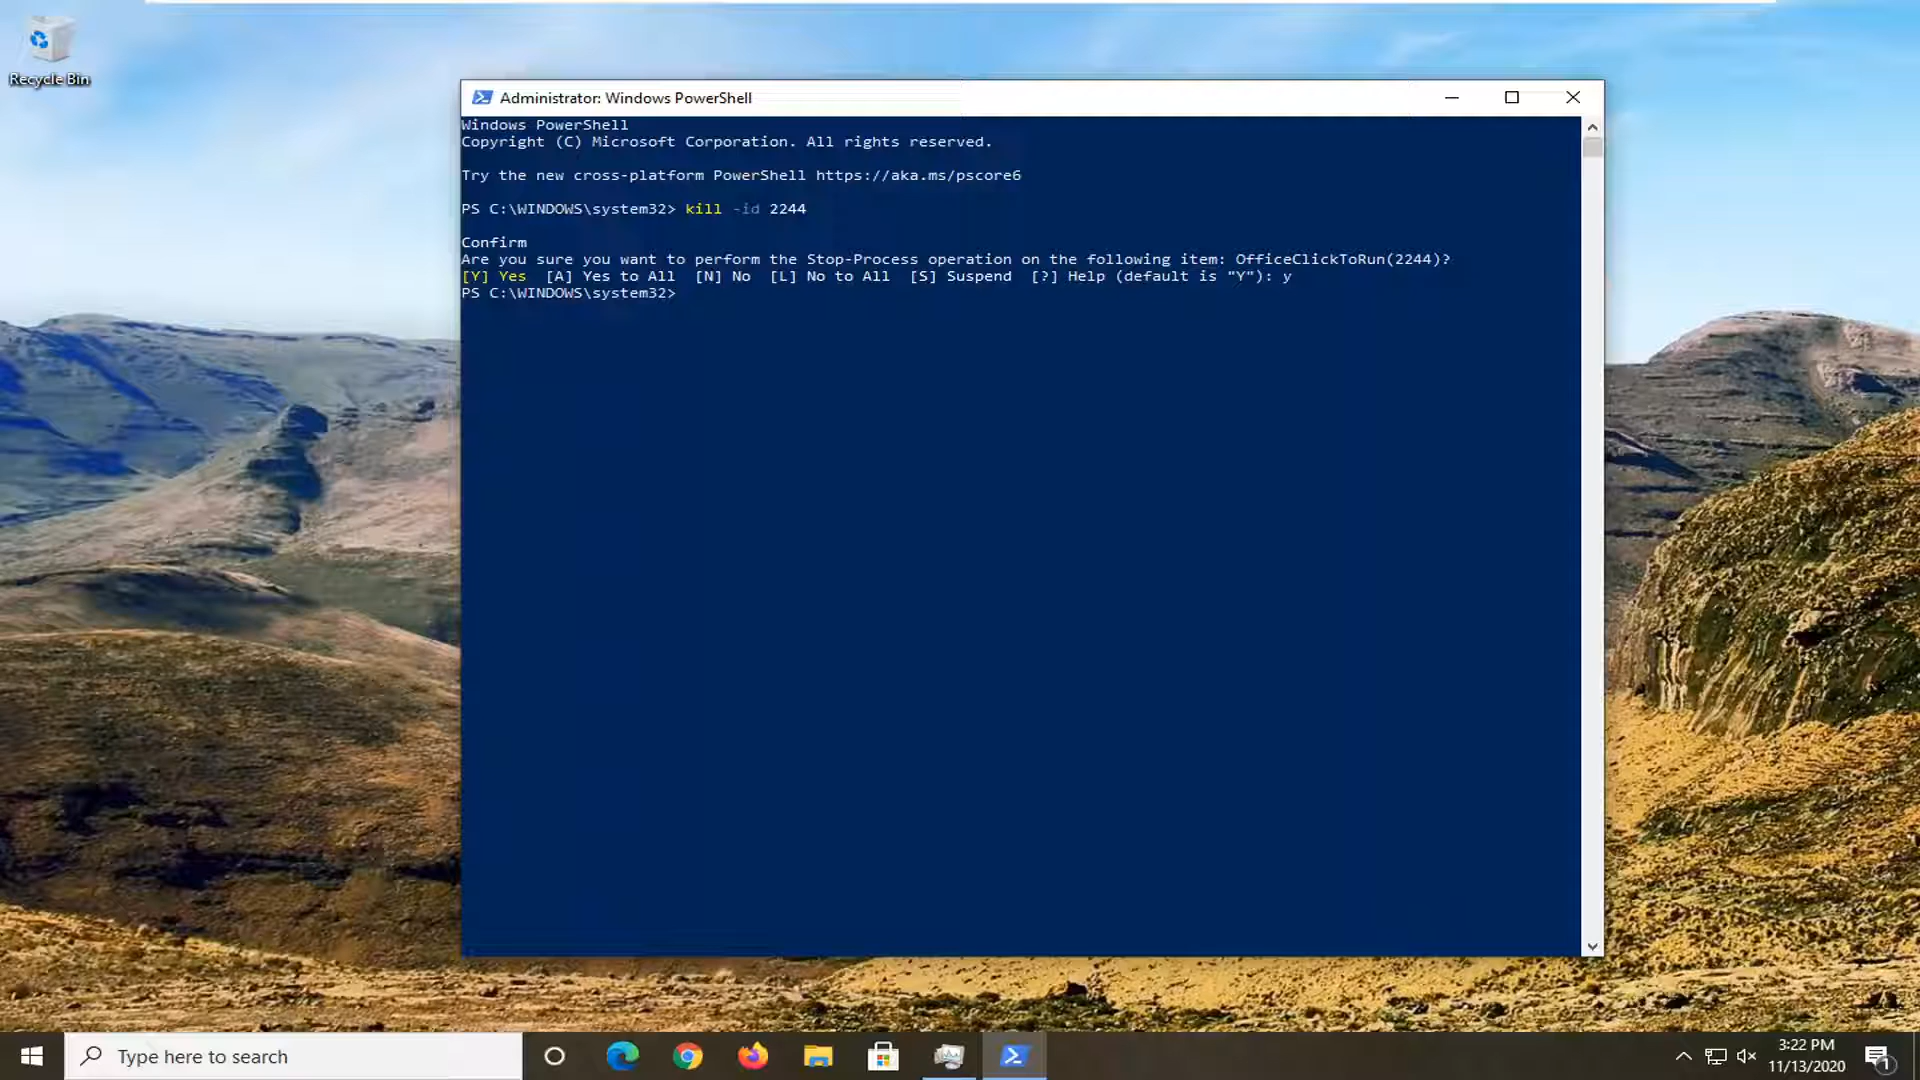 Recycle Bin
Administrator: Windows PowerShell
Windows PowerShell
Copyright (C) Microsoft Corporation. All rights reserved.
Try the new cross-platform PowerShell https://aka.ms/pscore6
PS C:\WINDOWS\system32> kill -id 2244
Confirm
Are you sure you want to perform the Stop-Process operation on the following item: OfficeClickToRun(2244)?
[Y] Yes  [A] Yes to All  [N] No  [L] No to All  [S] Suspend  [?] Help (default is "Y"): y
PS C:\WINDOWS\system32>
Type here to search
3:22 PM
11/13/2020
1